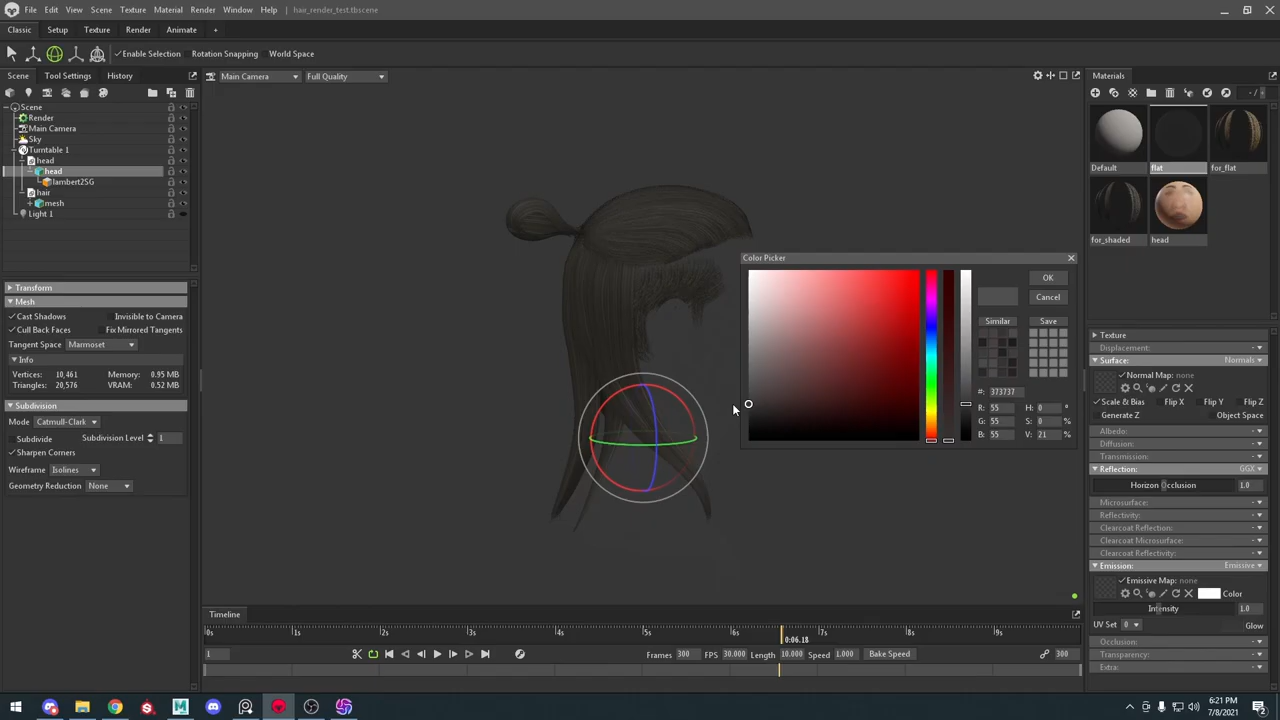 File Edit View Scene Texture Material Render Window Help hair_render_test.tbscene
Classic Setup Texture Render Animate +
Enable Selection Rotation Snapping World Space
Scene Tool Settings History
Main Camera Full Quality
Materials
Scene
Render
Main Camera
Sky
Turntable 1
head
head
lambert2SG
hair
mesh
Light 1
Default flat for_flat
for_shaded head
Transform
Mesh
Cast Shadows Invisible to Camera
Cull Back Faces Fix Mirrored Tangents
Tangent Space Marmoset
Info
Vertices: 10,461 Memory: 0.95 MB
Triangles: 20,576 VRAM: 0.52 MB
Subdivision
Mode Catmull-Clark
Subdivide Subdivision Level 1
Sharpen Corners
Wireframe Isolines
Geometry Reduction None
Color Picker
OK
Cancel
Similar Save
#: 373737
R: 55 H: 0 °
G: 55 S: 0 %
B: 55 V: 21 %
Texture
Displacement: -
Surface: Normals
Normal Map: none
Scale & Bias Flip X Flip Y Flip Z
Generate Z Object Space
Albedo: -
Diffusion: -
Transmission: -
Reflection: GGX
Horizon Occlusion 1.0
Microsurface: -
Reflectivity: -
Clearcoat Reflection: -
Clearcoat Microsurface: -
Clearcoat Reflectivity: -
Emission: Emissive
Emissive Map: none
Color
Intensity 1.0
UV Set 0 Glow
Occlusion: -
Transparency: -
Extra: -
Timeline
0s 1s 2s 3s 4s 5s 6s 7s 8s 9s
0:06.18
1 Frames 300 FPS 30.000 Length 10.000 Speed 1.000 Bake Speed 300
6:21 PM
7/8/2021
2